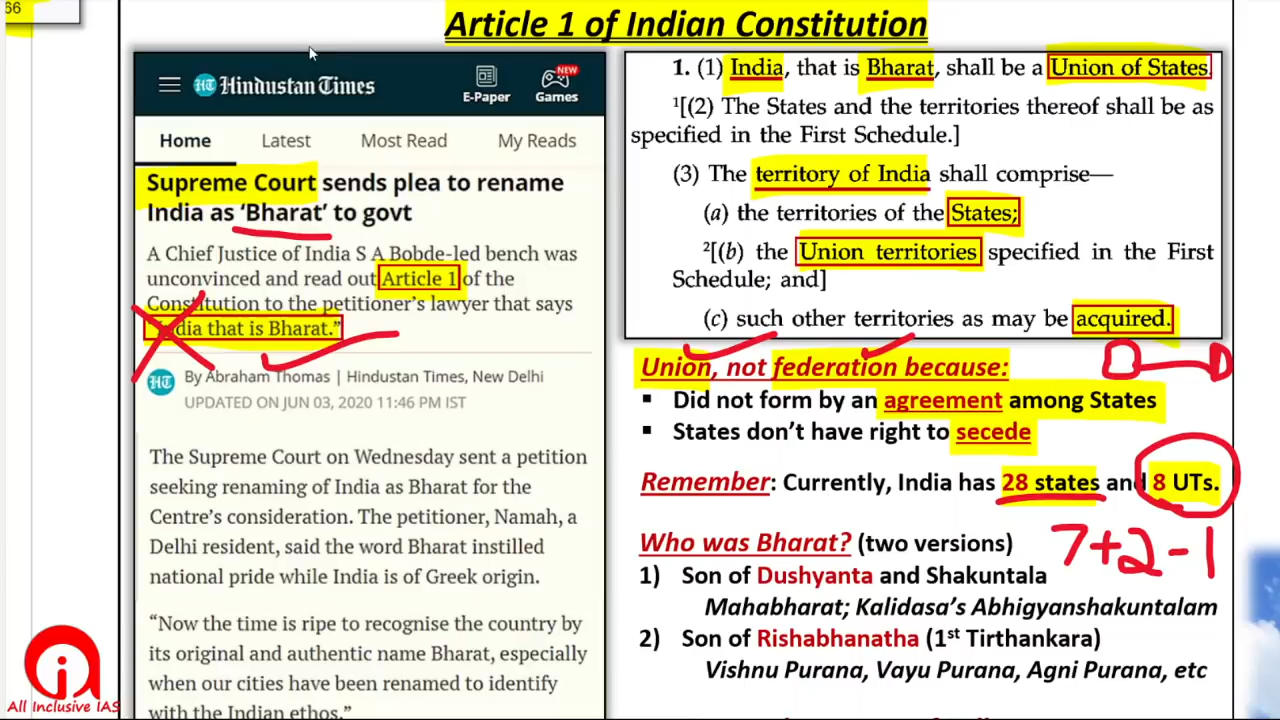 66
Article 1 of Indian Constitution
HT Hindustan Times
E-Paper
NEW
Games
Home Latest Most Read My Reads
Supreme Court sends plea to rename
India as ‘Bharat’ to govt
A Chief Justice of India S A Bobde-led bench was
unconvinced and read out Article 1 of the
Constitution to the petitioner’s lawyer that says
“India that is Bharat.”
HT By Abraham Thomas | Hindustan Times, New Delhi
UPDATED ON JUN 03, 2020 11:46 PM IST
The Supreme Court on Wednesday sent a petition
seeking renaming of India as Bharat for the
Centre’s consideration. The petitioner, Namah, a
Delhi resident, said the word Bharat instilled
national pride while India is of Greek origin.
“Now the time is ripe to recognise the country by
its original and authentic name Bharat, especially
when our cities have been renamed to identify
with the Indian ethos.”
1. (1) India, that is Bharat, shall be a Union of States.
1[(2) The States and the territories thereof shall be as
specified in the First Schedule.]
(3) The territory of India shall comprise—
(a) the territories of the States;
2[(b) the Union territories specified in the First
Schedule; and]
(c) such other territories as may be acquired.
Union, not federation because:
▪ Did not form by an agreement among States
▪ States don’t have right to secede
Remember: Currently, India has 28 states and 8 UTs.
7+2-1
Who was Bharat? (two versions)
1) Son of Dushyanta and Shakuntala
Mahabharat; Kalidasa’s Abhigyanshakuntalam
2) Son of Rishabhanatha (1st Tirthankara)
Vishnu Purana, Vayu Purana, Agni Purana, etc
All Inclusive IAS